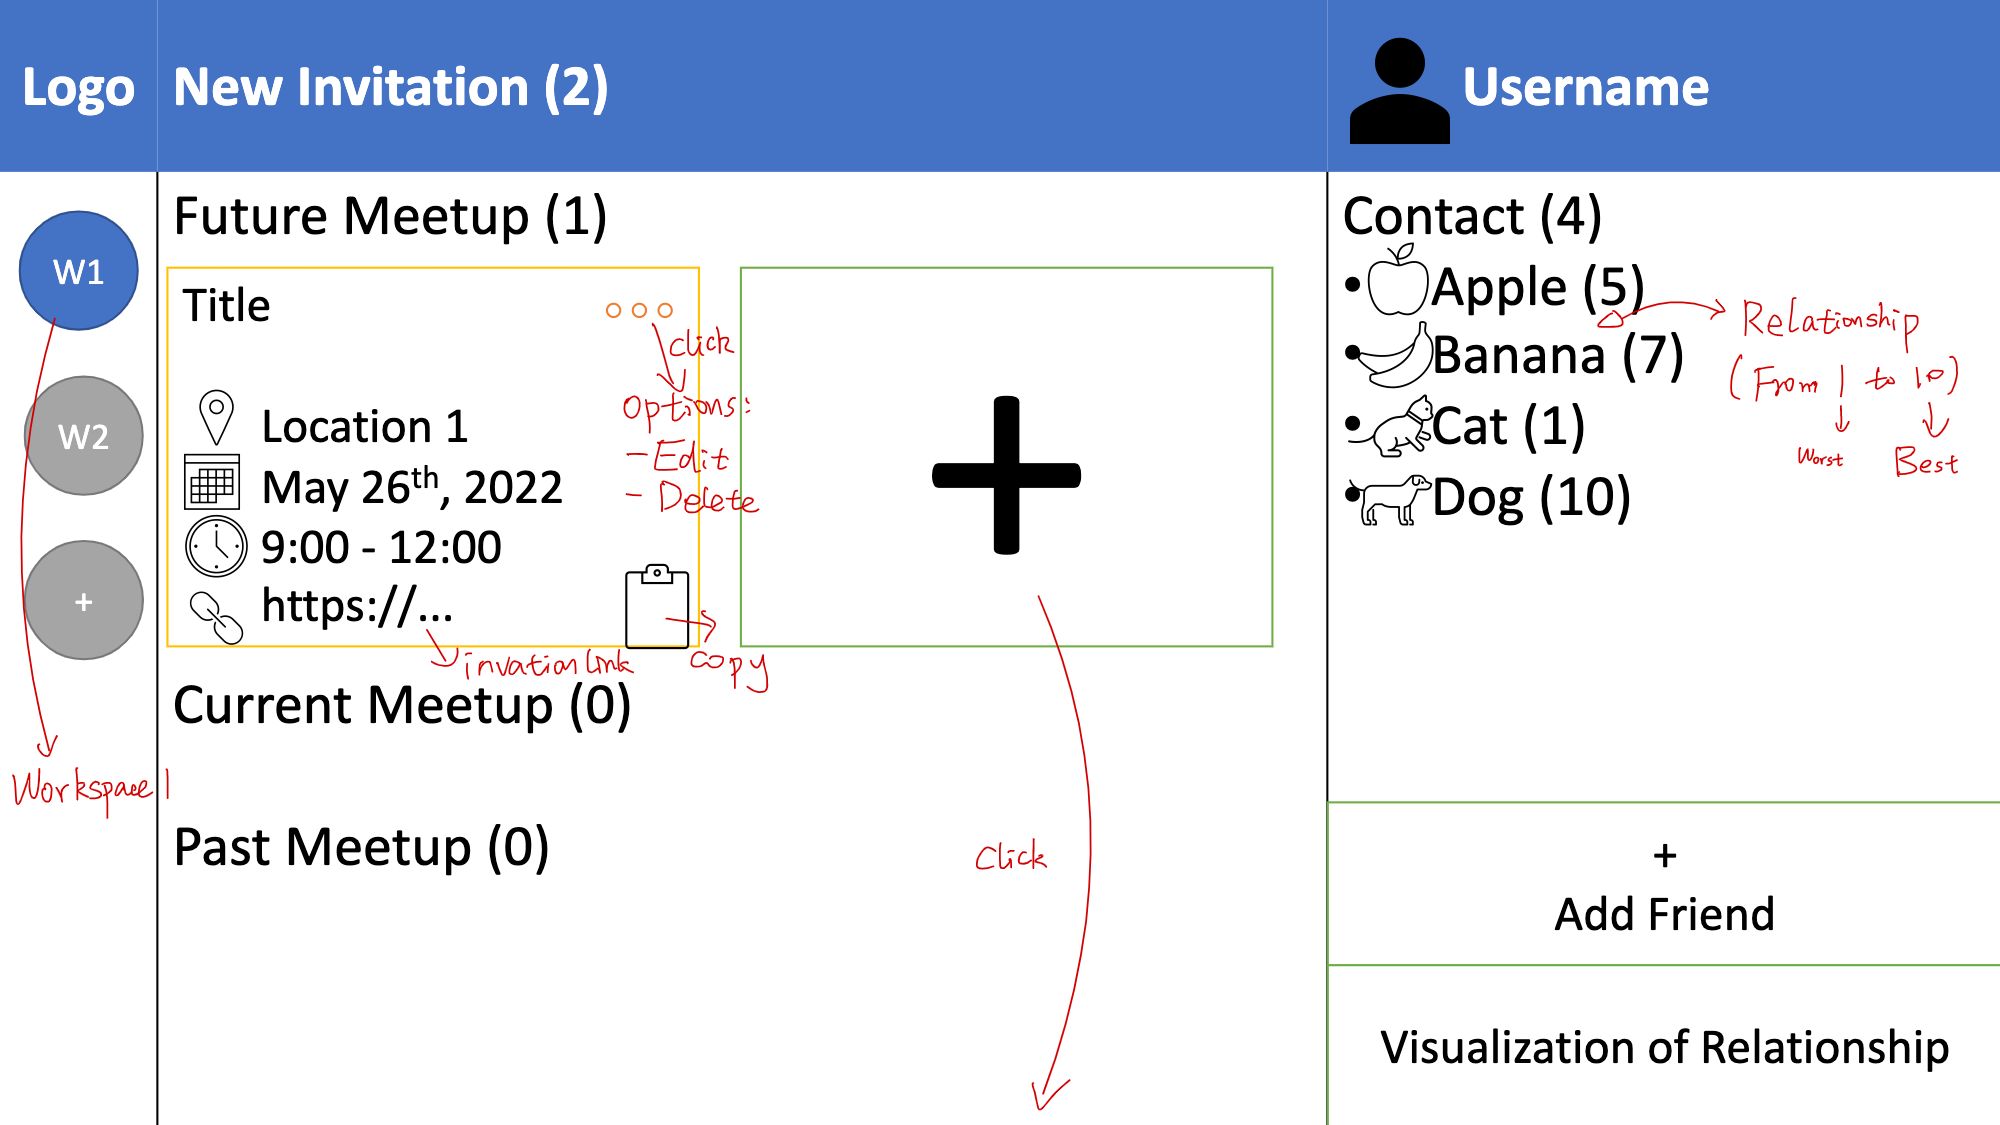 Logo
New Invitation (2)
Username
W1
W2
+
Workspace 1
Future Meetup (1)
Title
click
Options:
- Edit
- Delete
Location 1
May 26th, 2022
9:00 - 12:00
https://...
invation link
copy
Current Meetup (0)
Past Meetup (0)
Click
Contact (4)
• Apple (5)
• Banana (7)
• Cat (1)
• Dog (10)
Relationship
(From 1 to 10)
Worst
Best
+
Add Friend
Visualization of Relationship